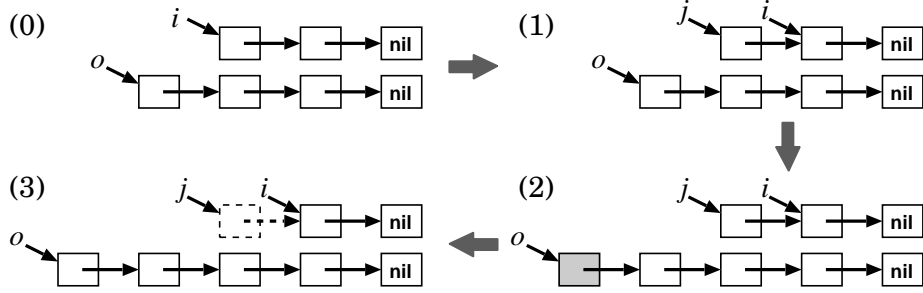 (0) i nil
o nil
(1) j i nil
o nil
(3) j i nil
o nil
(2) j i nil
o nil